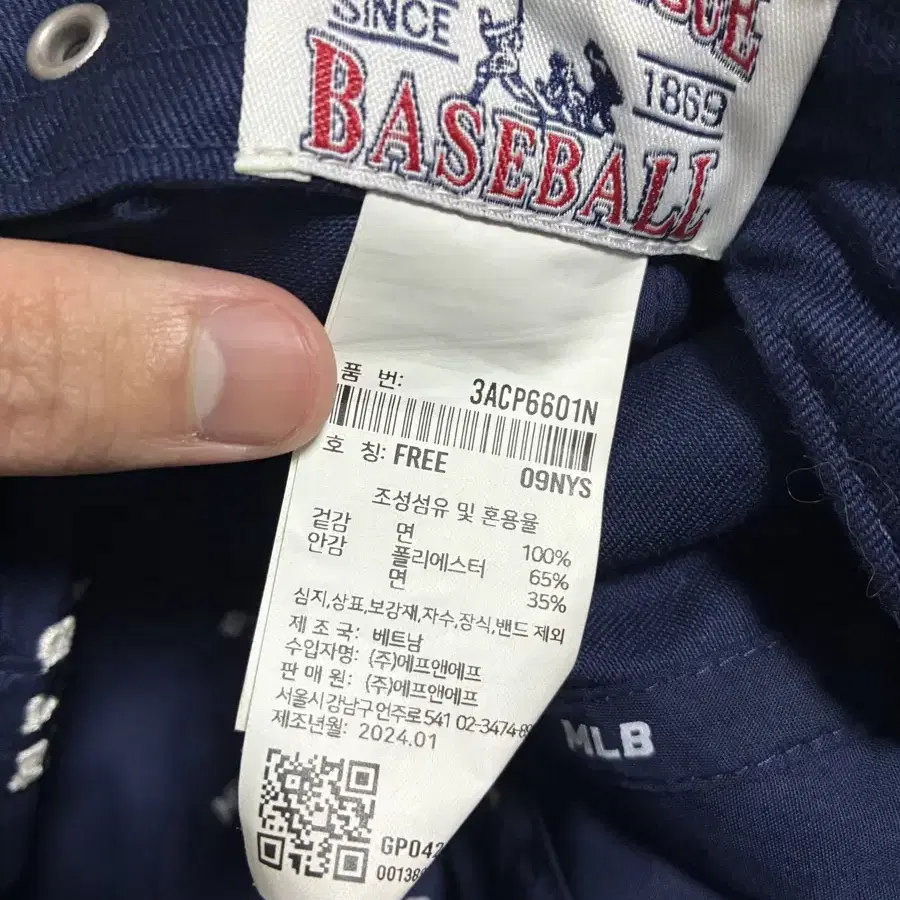 SINCE
1869
BASEBALL
품 번: 3ACP6601N
호 칭: FREE 09NYS
조성섬유 및 혼용율
겉감 면 100%
안감 폴리에스터 65%
면 35%
심지,상표,보강재,자수,장식,밴드 제외
제 조 국: 베트남
수입자명: (주)에프앤에프
판 매 원: (주)에프앤에프
서울시 강남구 언주로 541 02-3474-
제조년월: 2024.01
MLB
GP042
00138